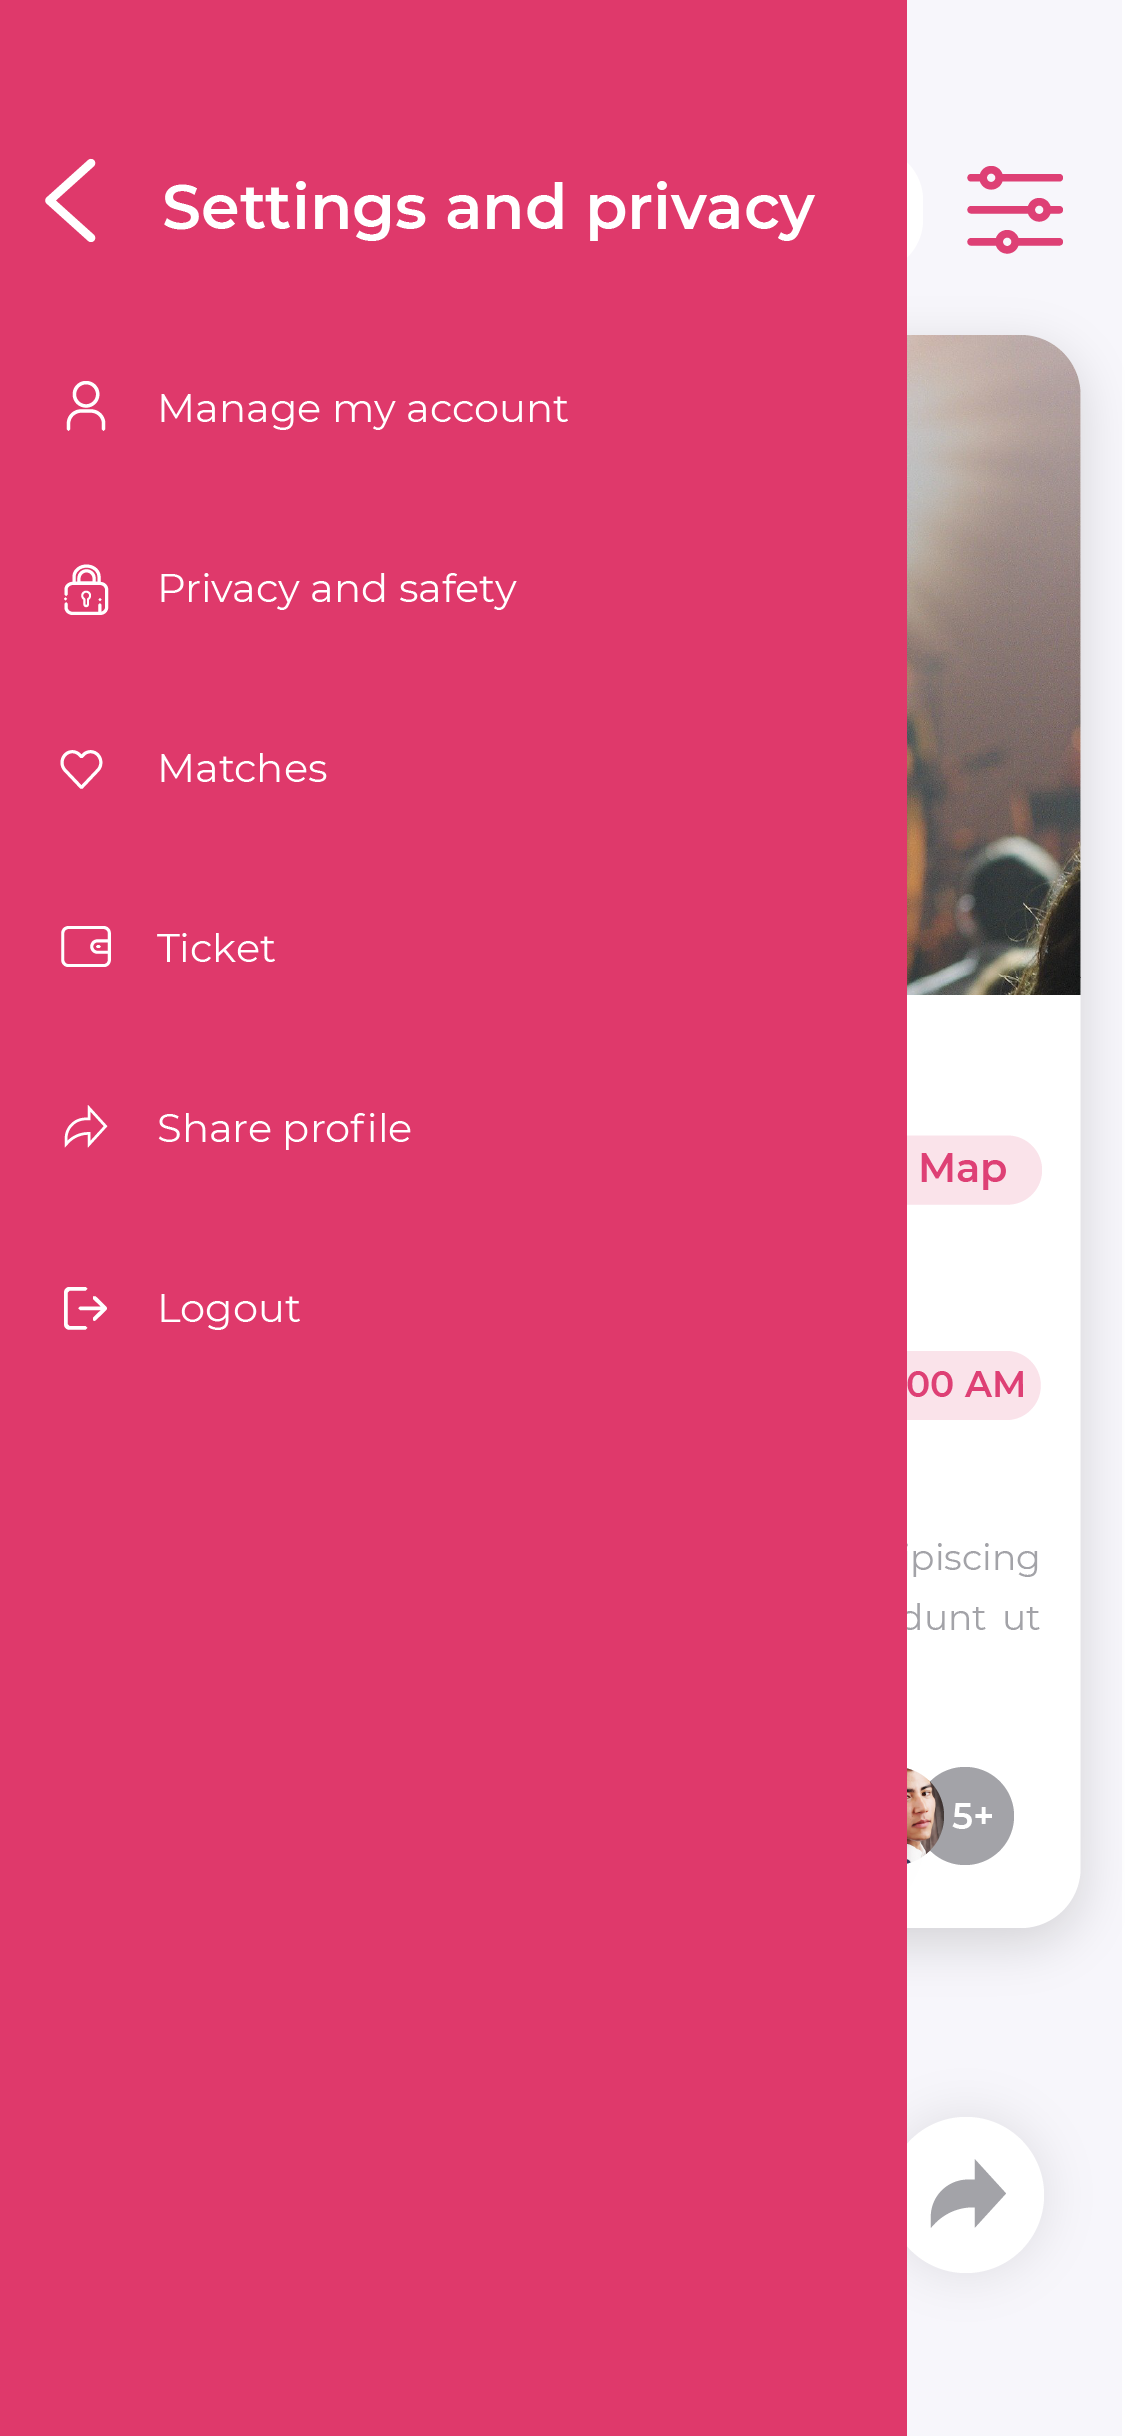 Settings and privacy
Manage my account
Privacy and safety
Matches
Ticket
Share profile
Logout
Map
00 AM
piscing
dunt ut
5+